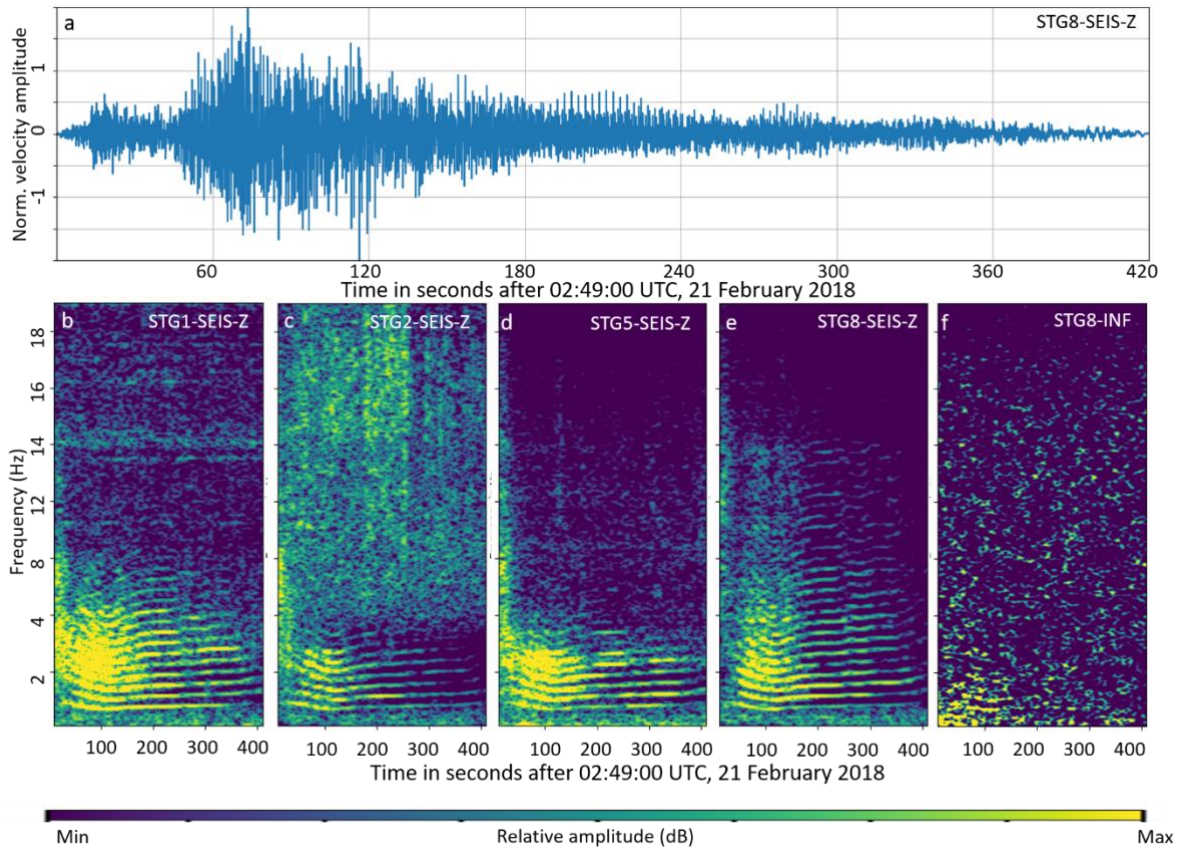 a
STG8-SEIS-Z
Norm. velocity amplitude
1
0
-1
60 120 180 240 300 360 420
Time in seconds after 02:49:00 UTC, 21 February 2018
b STG1-SEIS-Z c STG2-SEIS-Z d STG5-SEIS-Z e STG8-SEIS-Z f STG8-INF
Frequency (Hz)
18
16
14
12
8
4
2
100 200 300 400 100 200 300 400 100 200 300 400 100 200 300 400 100 200 300 400
Time in seconds after 02:49:00 UTC, 21 February 2018
Min Relative amplitude (dB) Max